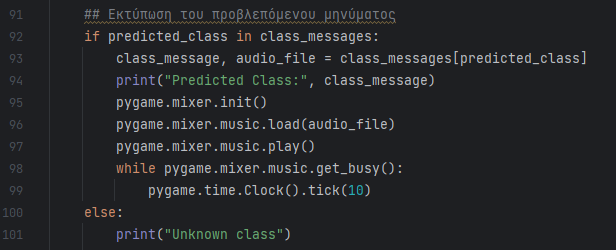 91 ## Εκτύπωση του προβλεπόμενου μηνύματος
92 if predicted_class in class_messages:
93 class_message, audio_file = class_messages[predicted_class]
94 print("Predicted Class:", class_message)
95 pygame.mixer.init()
96 pygame.mixer.music.load(audio_file)
97 pygame.mixer.music.play()
98 while pygame.mixer.music.get_busy():
99 pygame.time.Clock().tick(10)
100 else:
101 print("Unknown class")